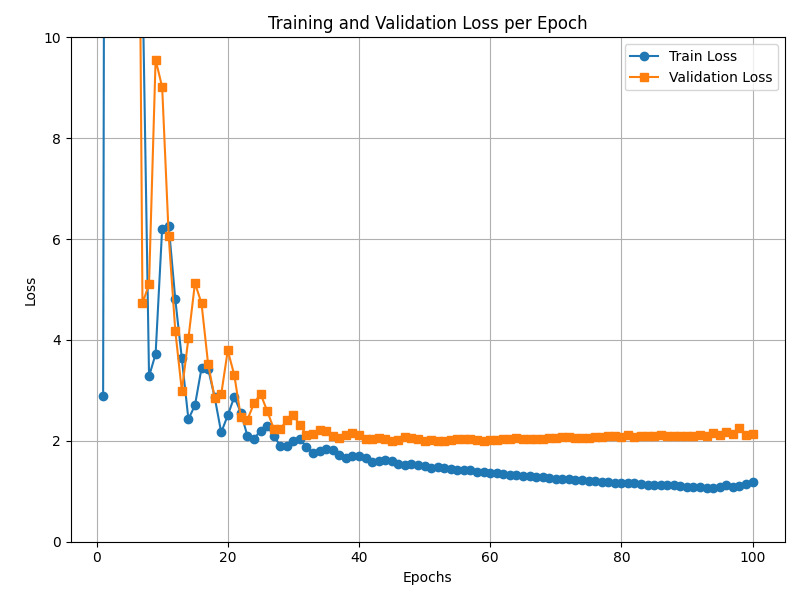 Training and Validation Loss per Epoch
Train Loss
Validation Loss
Loss
10
8
6
4
2
0
0 20 40 60 80 100
Epochs